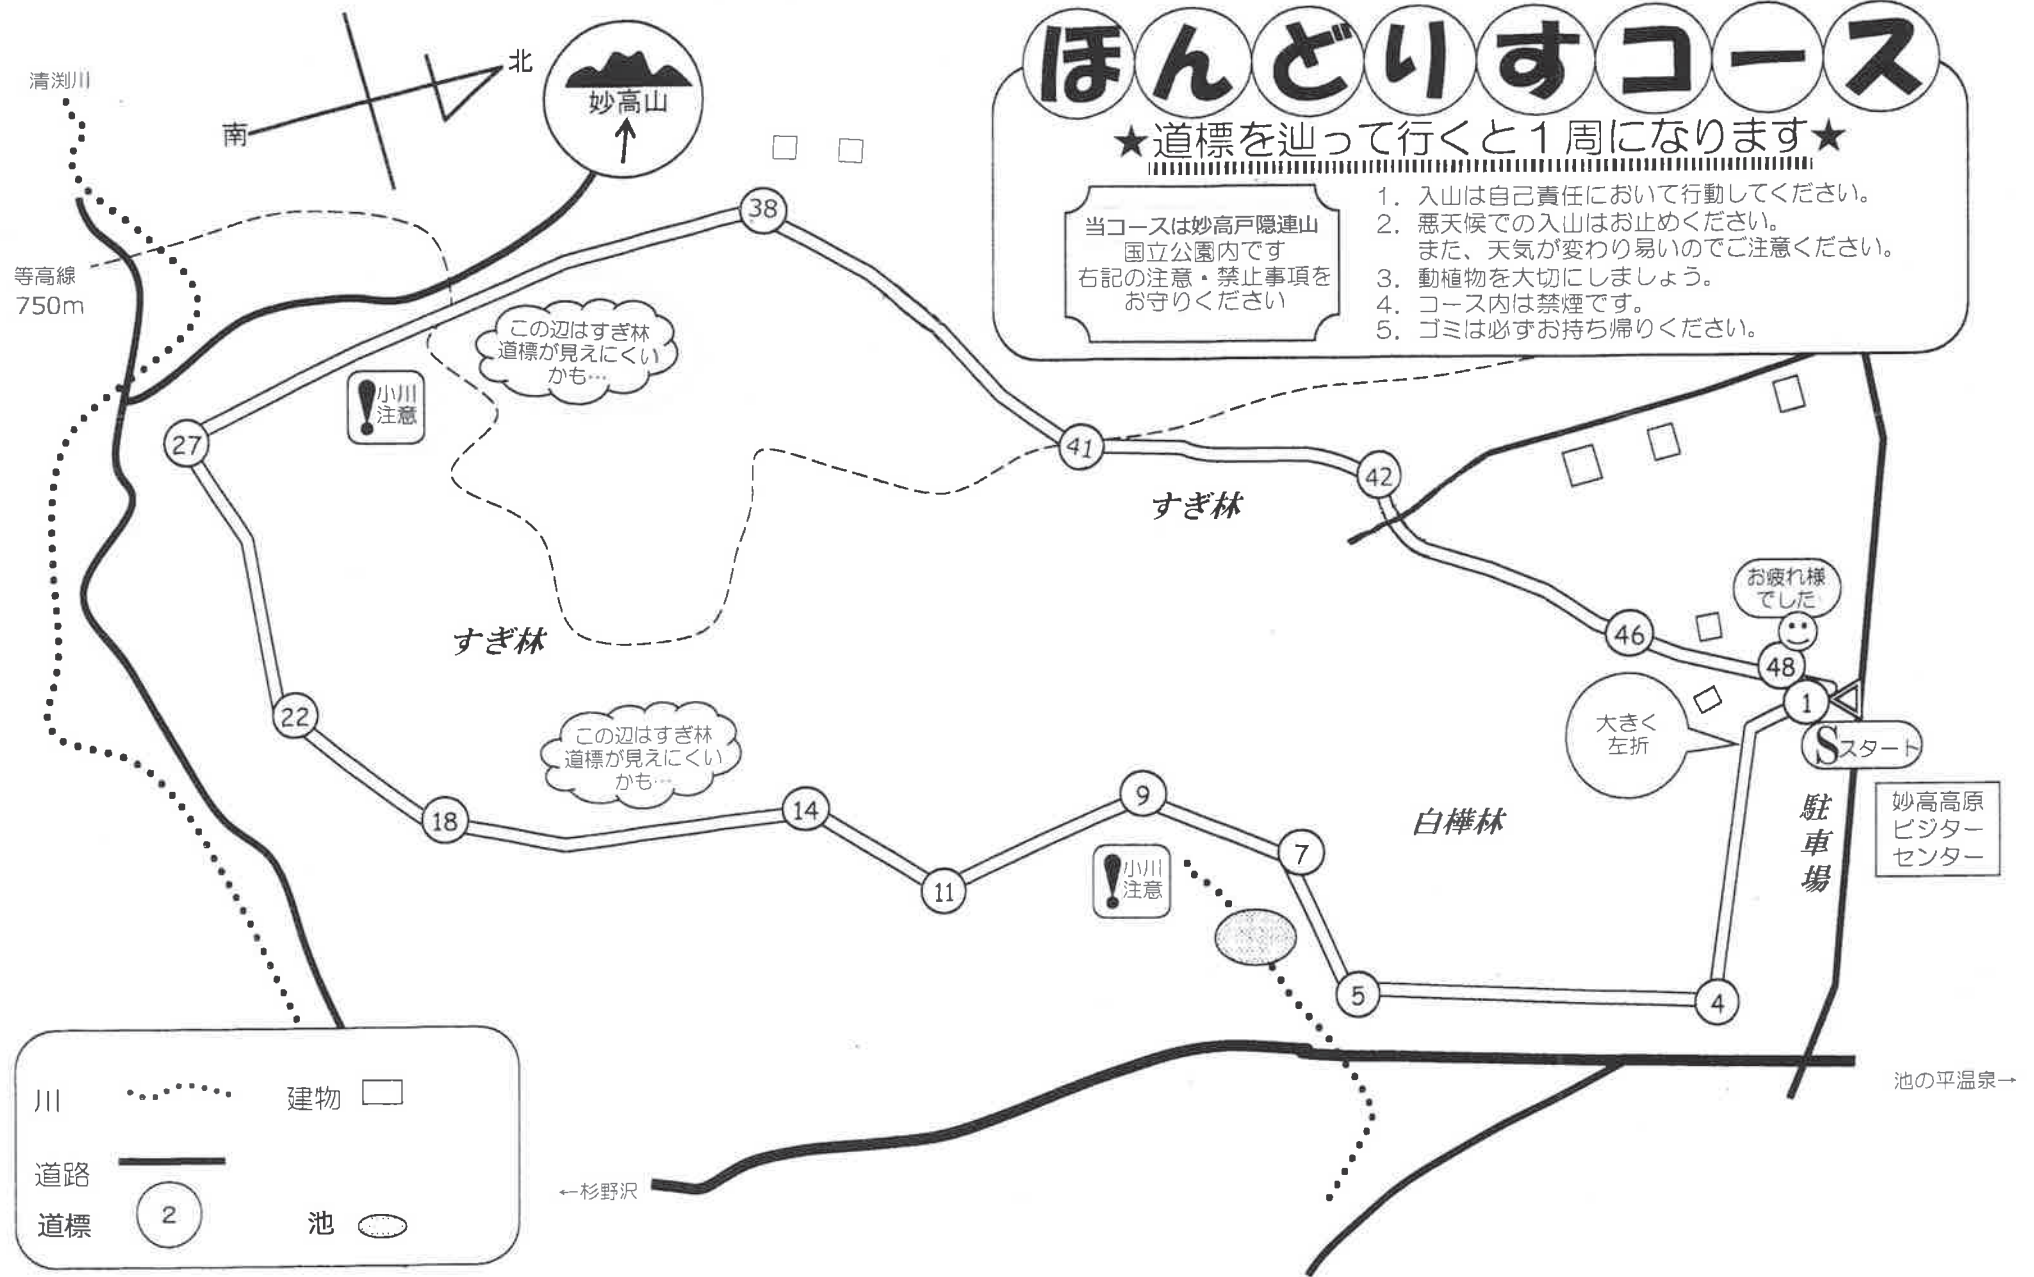 ほんどりすコース
★道標を辿って行くと1周になります★
当コースは妙高戸隠連山
国立公園内です
右記の注意・禁止事項を
お守りください
1. 入山は自己責任において行動してください。
2. 悪天候での入山はお止めください。
また、天気が変わり易いのでご注意ください。
3. 動植物を大切にしましょう。
4. コース内は禁煙です。
5. ゴミは必ずお持ち帰りください。
清渕川
南
北
妙高山
↑
等高線
750m
38
この辺はすぎ林
道標が見えにくい
かも…
小川
注意
27
41
42
すぎ林
お疲れ様
でした
46
48
1
すぎ林
大きく
左折
Sスタート
22
この辺はすぎ林
道標が見えにくい
かも…
18
14
9
11
7
白樺林
駐車場
妙高高原
ビジター
センター
小川
注意
5
4
池の平温泉→
←杉野沢
川
建物
道路
道標
2
池